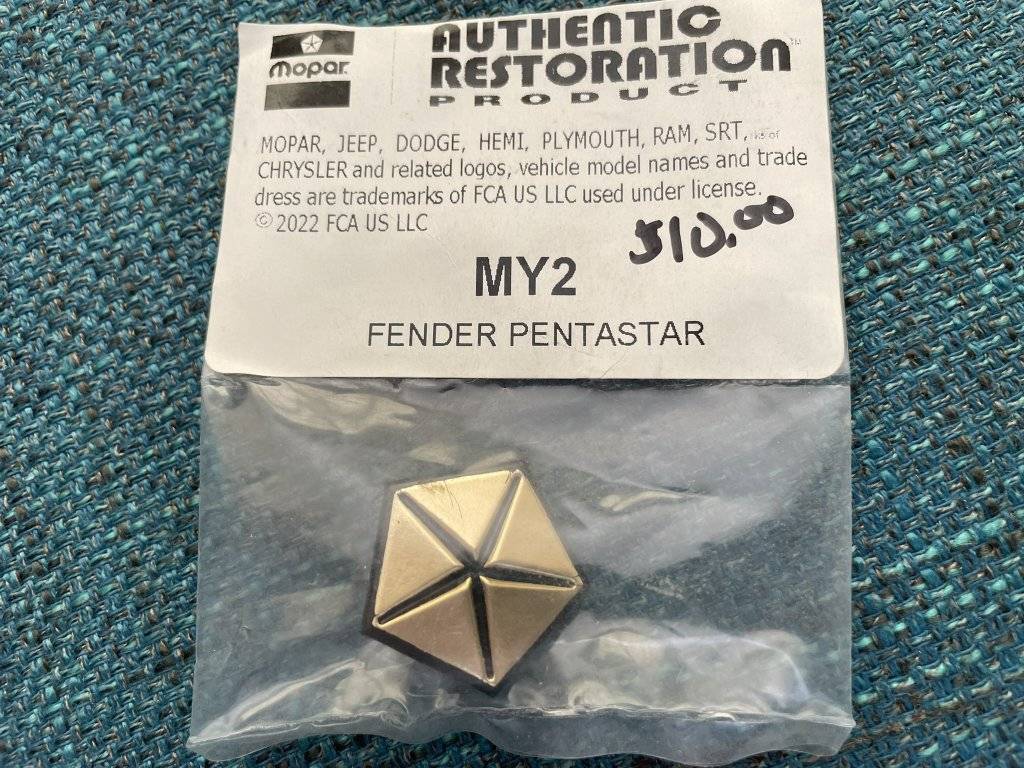 Mopar
AUTHENTIC
RESTORATION
PRODUCT
MOPAR, JEEP, DODGE, HEMI, PLYMOUTH, RAM, SRT,
CHRYSLER and related logos, vehicle model names and trade
dress are trademarks of FCA US LLC used under license.
© 2022 FCA US LLC
$10.00
MY2
FENDER PENTASTAR